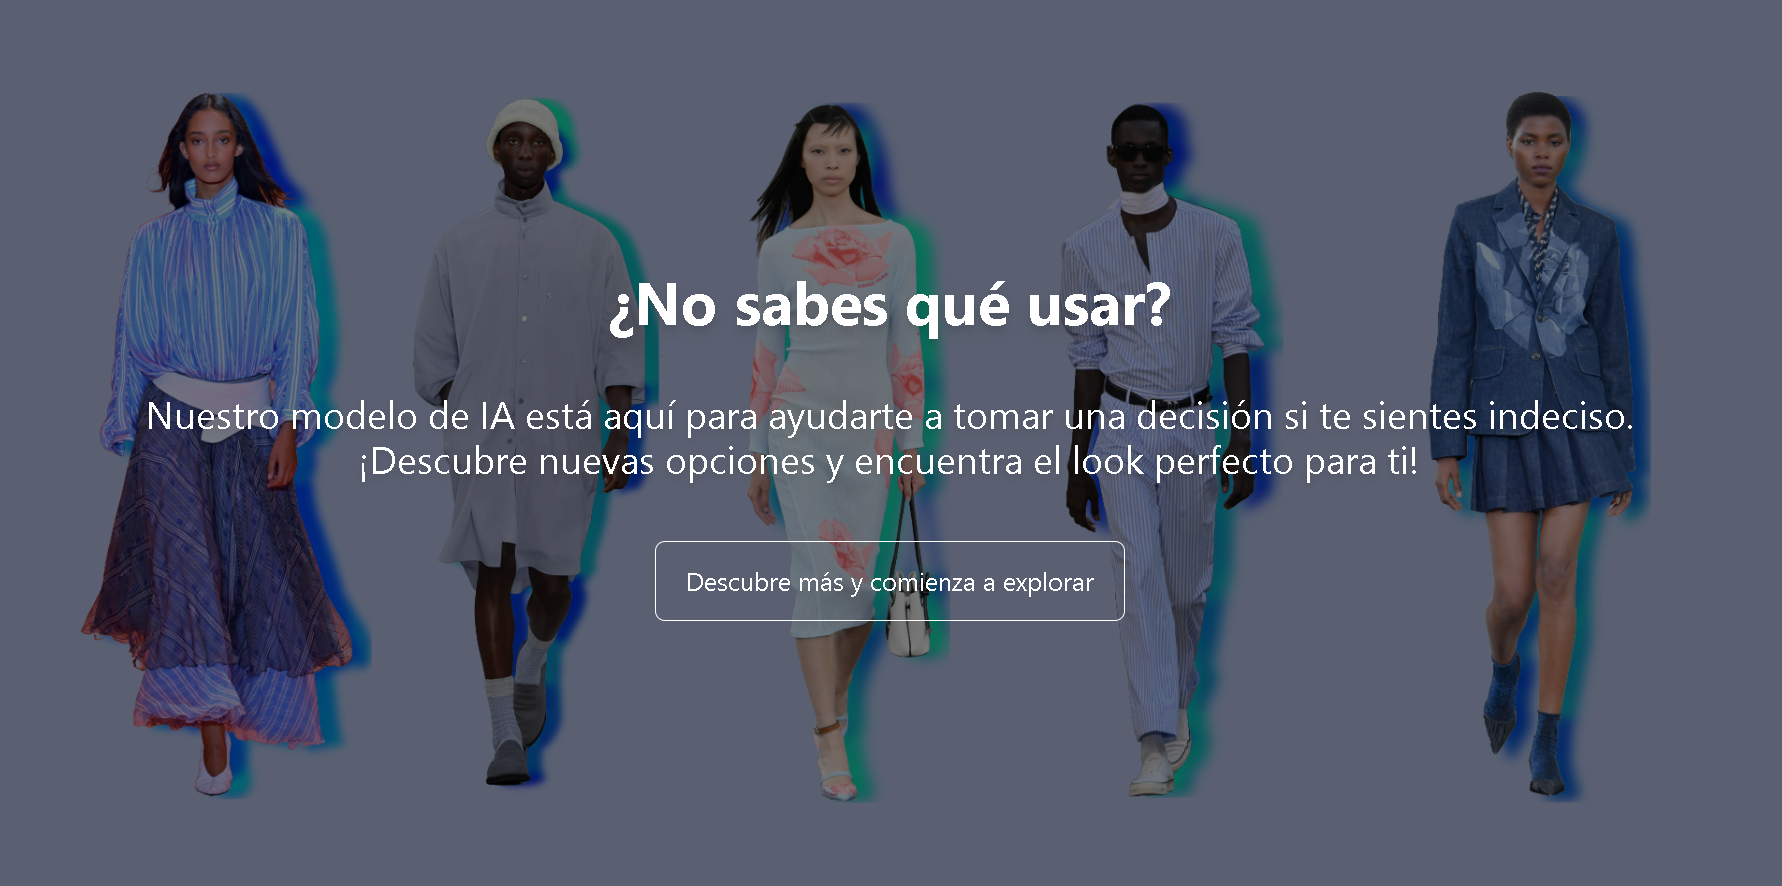 ¿No sabes qué usar?
Nuestro modelo de IA está aquí para ayudarte a tomar una decisión si te sientes indeciso.
¡Descubre nuevas opciones y encuentra el look perfecto para ti!
Descubre más y comienza a explorar